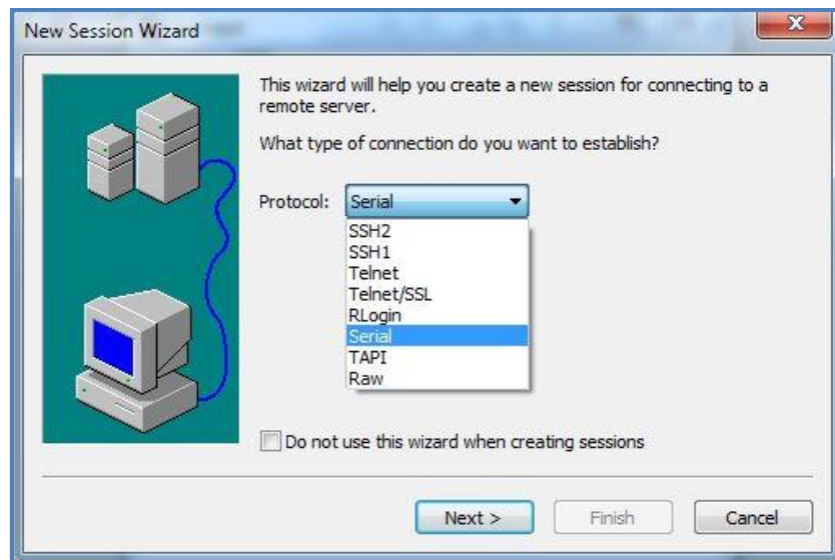 New Session Wizard
This wizard will help you create a new session for connecting to a
remote server.
What type of connection do you want to establish?
Protocol: Serial
SSH2
SSH1
Telnet
Telnet/SSL
RLogin
Serial
TAPI
Raw
Do not use this wizard when creating sessions
Next > Finish Cancel